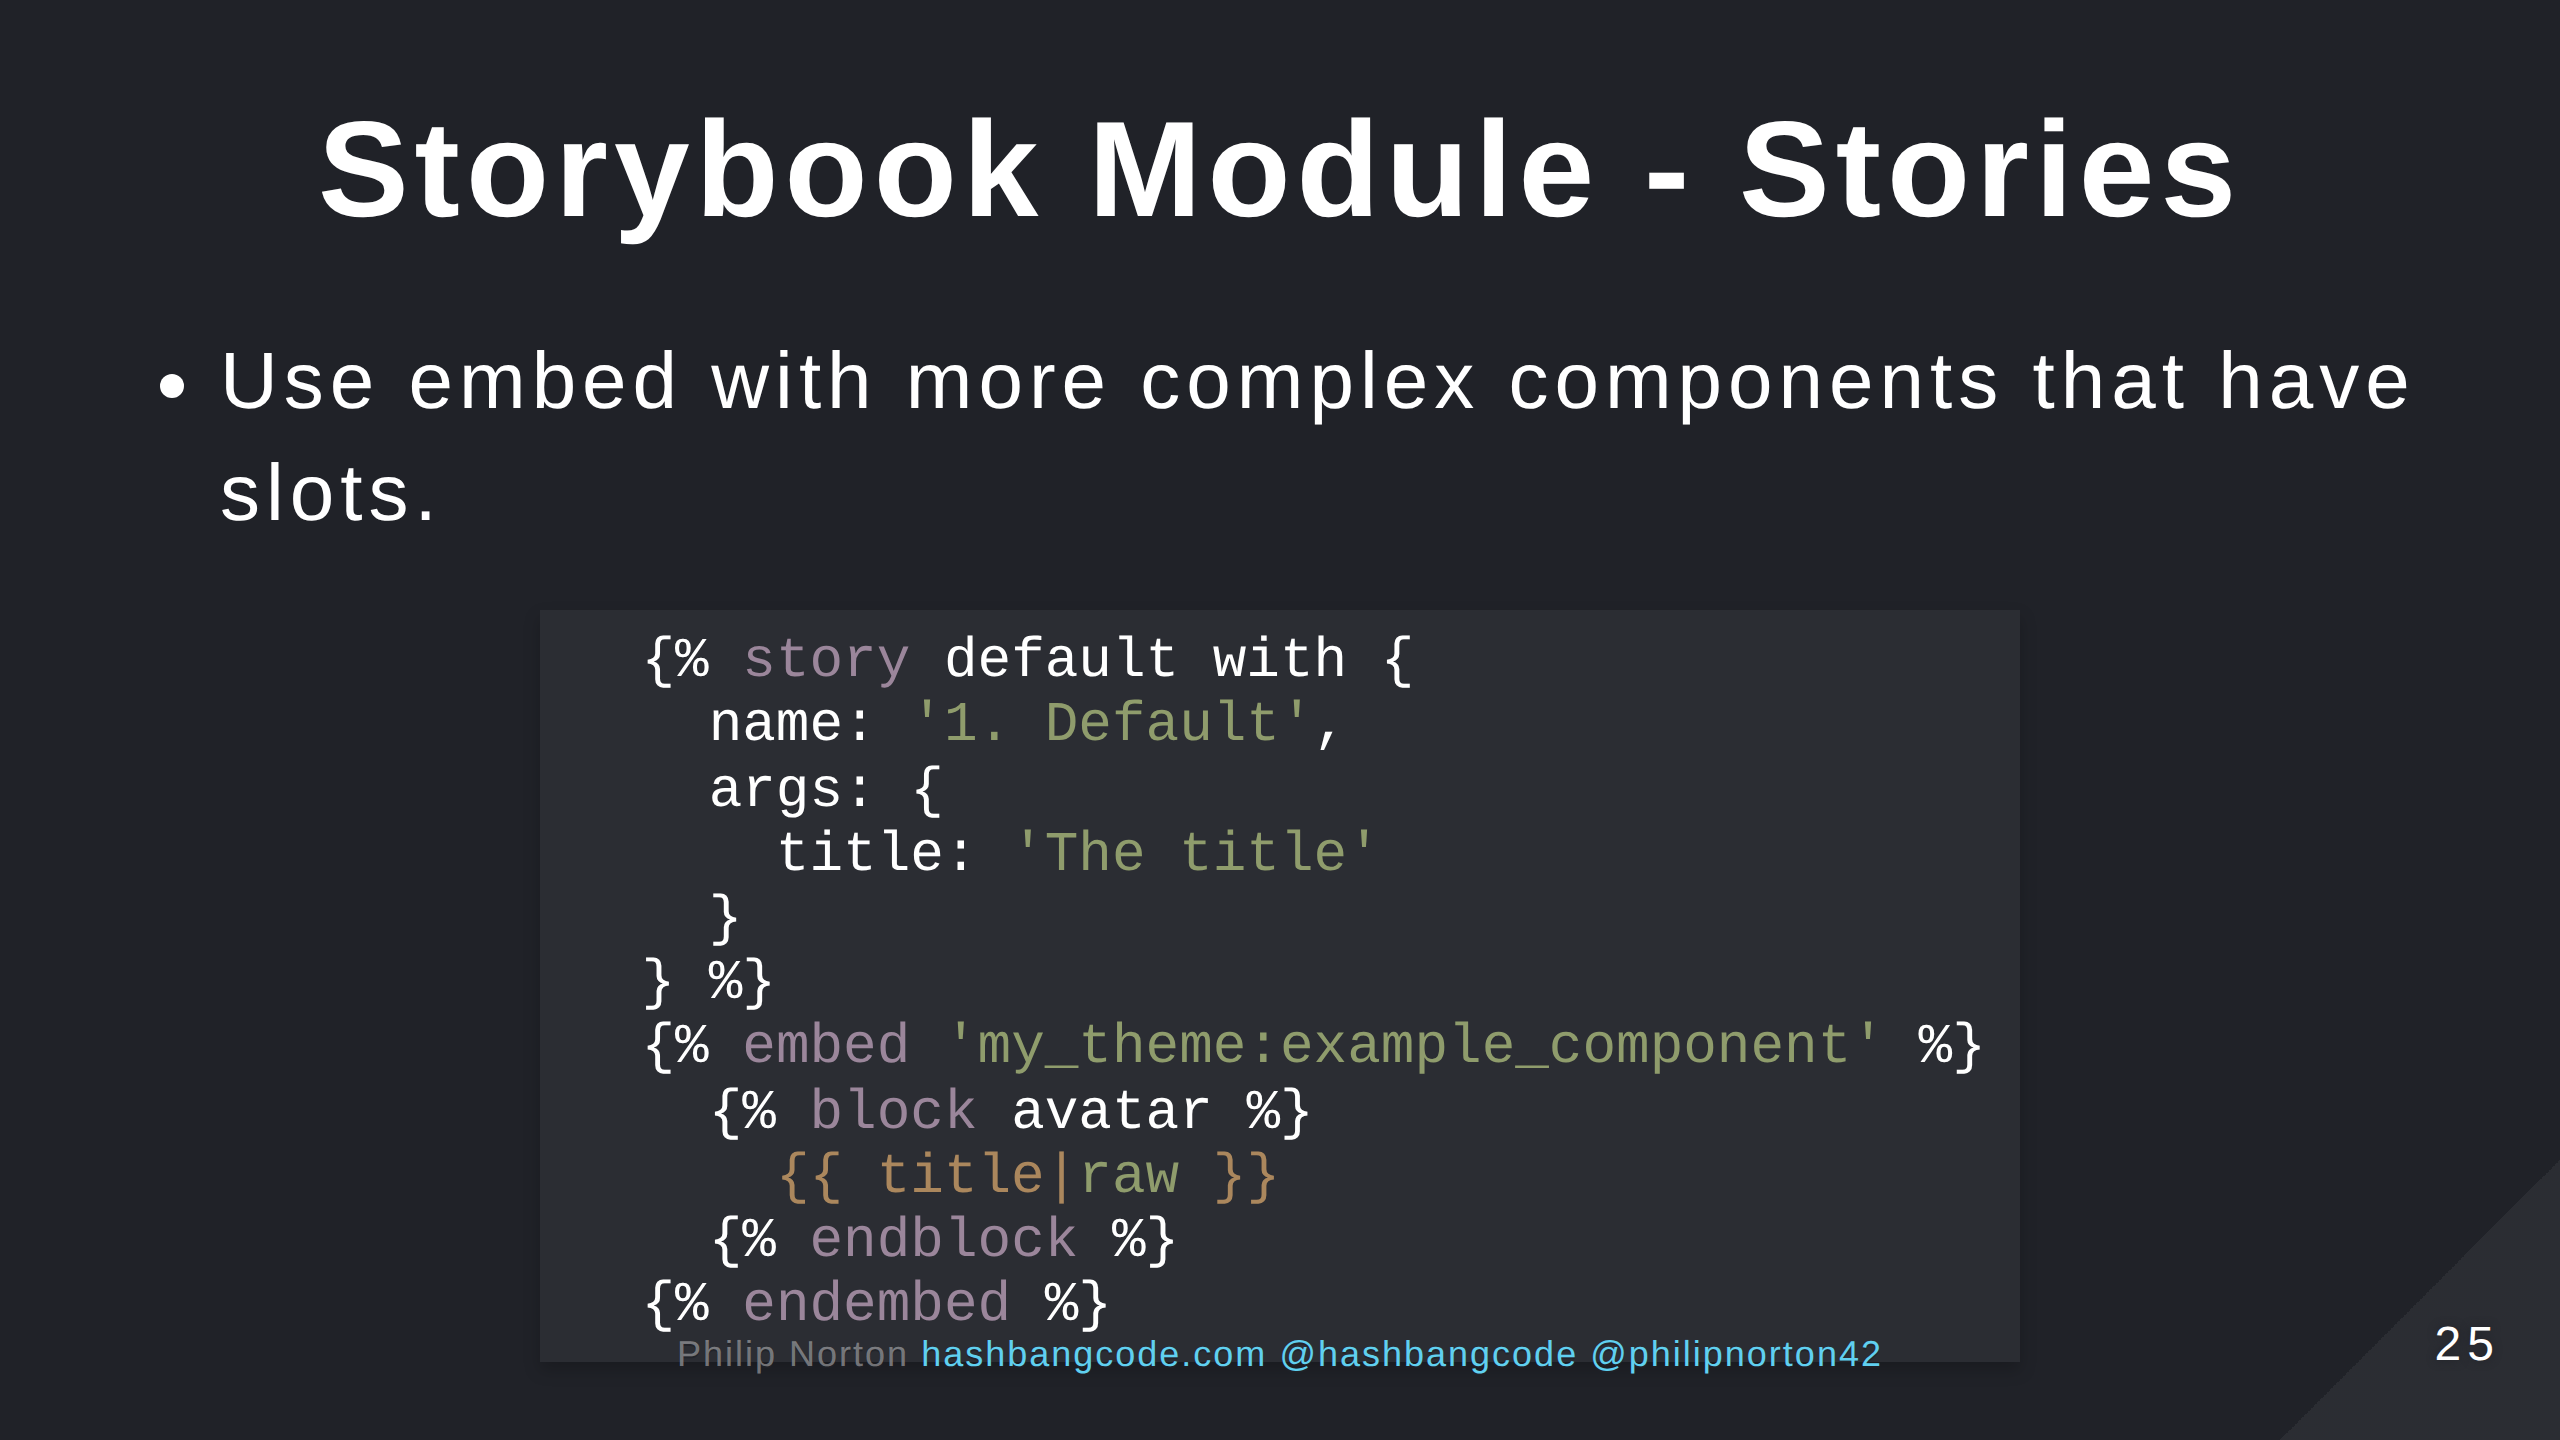 Storybook Module - Stories
• Use embed with more complex components that have
slots.
{% story default with {
  name: '1. Default',
  args: {
    title: 'The title'
  }
} %}
{% embed 'my_theme:example_component' %}
  {% block avatar %}
    {{ title|raw }}
  {% endblock %}
{% endembed %}
Philip Norton hashbangcode.com @hashbangcode @philipnorton42
25